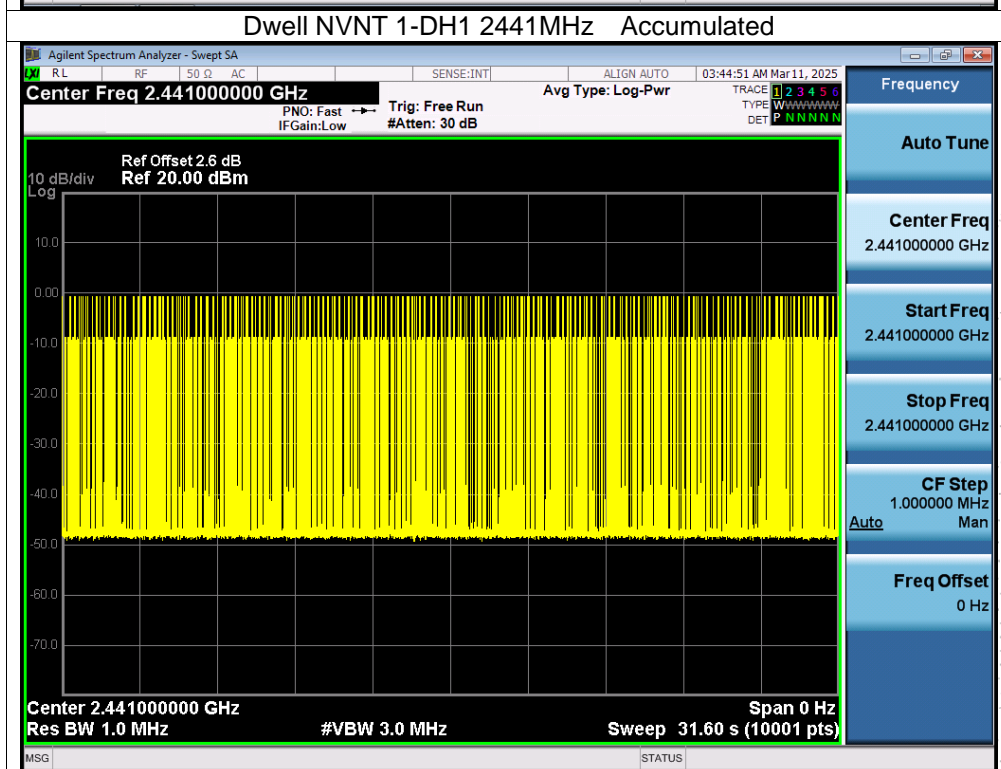 Dwell NVNT 1-DH1 2441MHz Accumulated
Agilent Spectrum Analyzer - Swept SA
LXI RL RF 50 Ω AC SENSE:INT ALIGN AUTO 03:44:51 AM Mar 11, 2025
Center Freq 2.441000000 GHz
PNO: Fast
IFGain:Low
Trig: Free Run
#Atten: 30 dB
Avg Type: Log-Pwr
TRACE 1 2 3 4 5 6
TYPE WWWWWW
DET P N N N N N
Ref Offset 2.6 dB
10 dB/div Ref 20.00 dBm
Log
10.0
0.00
-10.0
-20.0
-30.0
-40.0
-50.0
-60.0
-70.0
Center 2.441000000 GHz Span 0 Hz
Res BW 1.0 MHz #VBW 3.0 MHz Sweep 31.60 s (10001 pts)
MSG STATUS
Frequency
Auto Tune
Center Freq
2.441000000 GHz
Start Freq
2.441000000 GHz
Stop Freq
2.441000000 GHz
CF Step
1.000000 MHz
Auto Man
Freq Offset
0 Hz